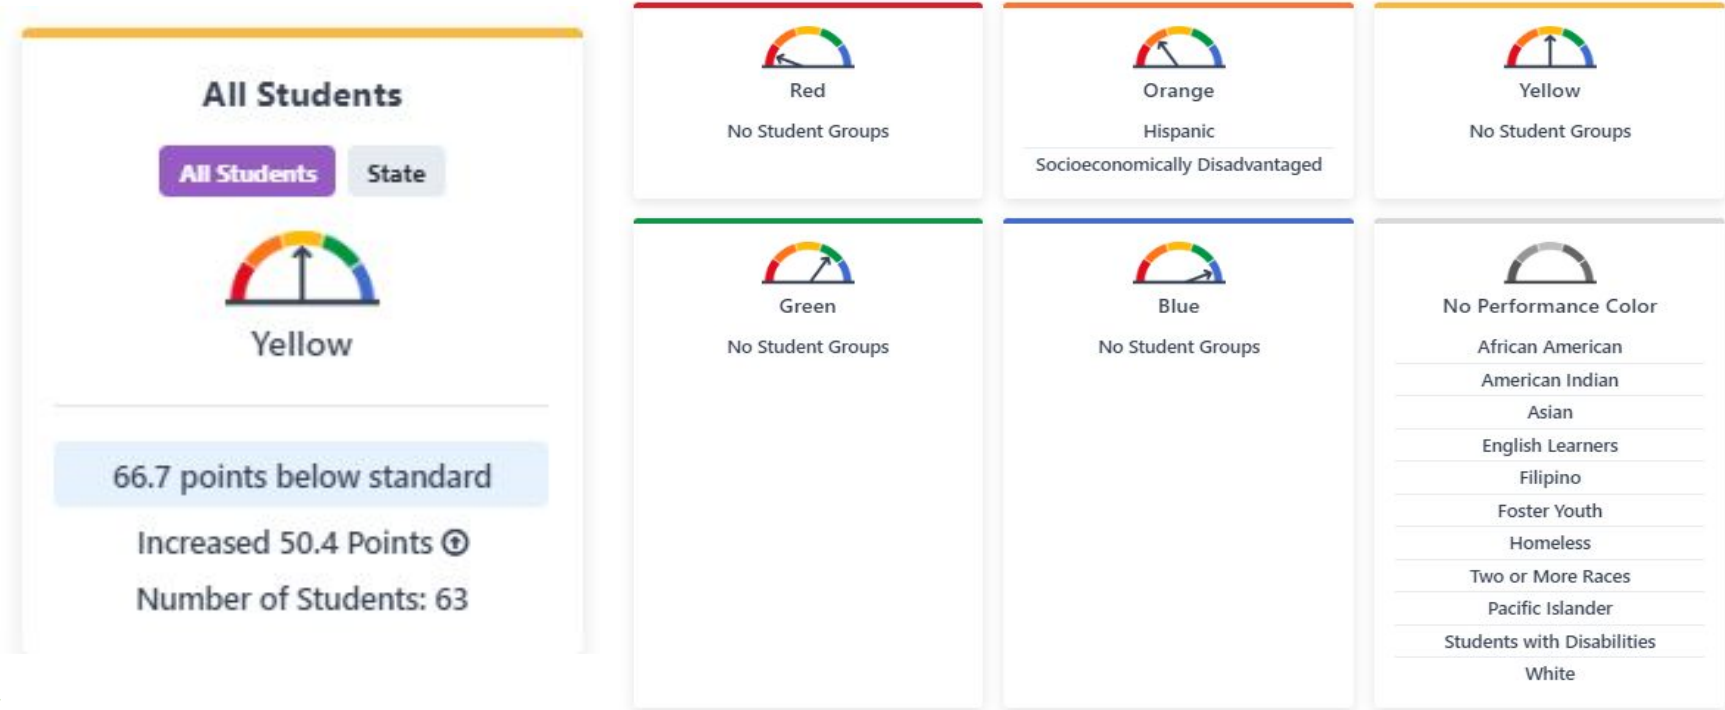 All Students
All Students State
Yellow
66.7 points below standard
Increased 50.4 Points
Number of Students: 63
Red
No Student Groups
Orange
Hispanic
Socioeconomically Disadvantaged
Yellow
No Student Groups
Green
No Student Groups
Blue
No Student Groups
No Performance Color
African American
American Indian
Asian
English Learners
Filipino
Foster Youth
Homeless
Two or More Races
Pacific Islander
Students with Disabilities
White